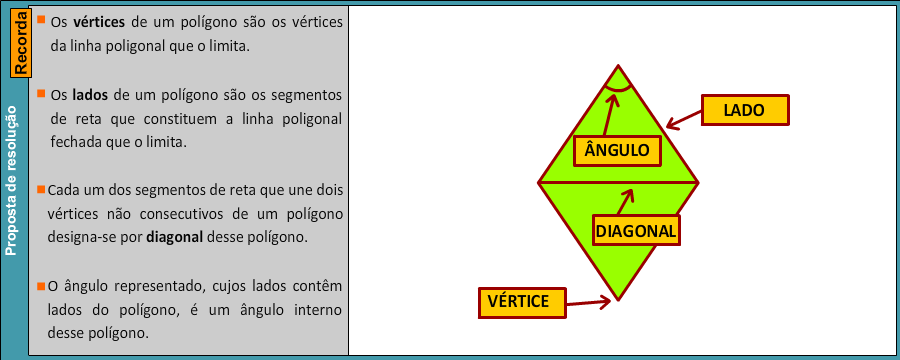 Proposta de resolução
Recorda
Os vértices de um polígono são os vértices
da linha poligonal que o limita.
Os lados de um polígono são os segmentos
de reta que constituem a linha poligonal
fechada que o limita.
Cada um dos segmentos de reta que une dois
vértices não consecutivos de um polígono
designa-se por diagonal desse polígono.
O ângulo representado, cujos lados contêm
lados do polígono, é um ângulo interno
desse polígono.
LADO
ÂNGULO
DIAGONAL
VÉRTICE